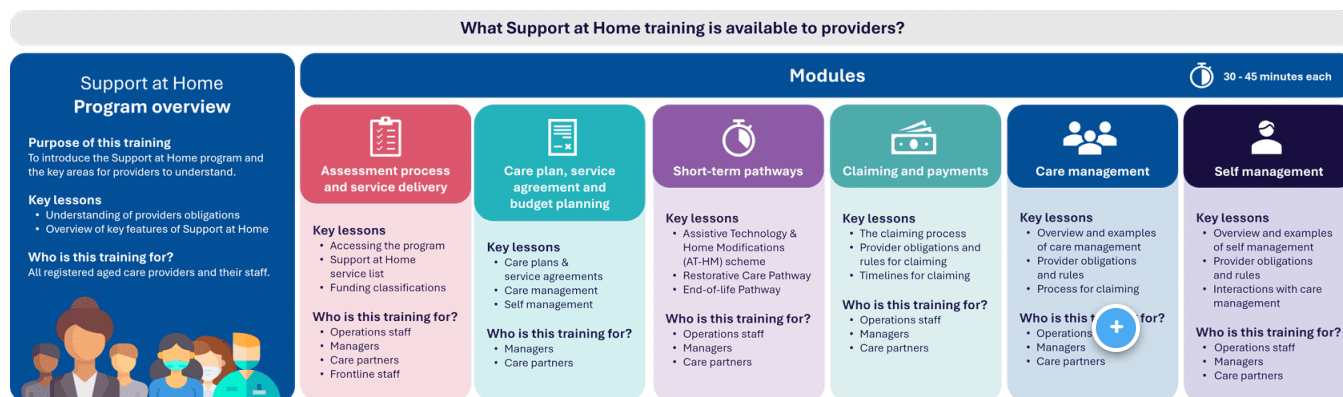 What Support at Home training is available to providers?
Support at Home
Program overview
Purpose of this training
To introduce the Support at Home program and
the key areas for providers to understand.
Key lessons
• Understanding of providers obligations
• Overview of key features of Support at Home
Who is this training for?
All registered aged care providers and their staff.
Modules
30 - 45 minutes each
Assessment process
and service delivery
Key lessons
• Accessing the program
• Support at Home
service list
• Funding classifications
Who is this training for?
• Operations staff
• Managers
• Care partners
• Frontline staff
Care plan, service
agreement and
budget planning
Key lessons
• Care plans &
service agreements
• Care management
• Self management
Who is this training for?
• Managers
• Care partners
Short-term pathways
Key lessons
• Assistive Technology &
Home Modifications
(AT-HM) scheme
• Restorative Care Pathway
• End-of-life Pathway
Who is this training for?
• Operations staff
• Managers
• Care partners
Claiming and payments
Key lessons
• The claiming process
• Provider obligations and
rules for claiming
• Timelines for claiming
Who is this training for?
• Operations staff
• Managers
• Care partners
Care management
Key lessons
• Overview and examples
of care management
• Provider obligations
and rules
• Process for claiming
Who is this for?
• Operations
• Managers
• Care partners
Self management
Key lessons
• Overview and examples
of self management
• Provider obligations
and rules
• Interactions with care
management
Who is this training for?
• Operations staff
• Managers
• Care partners